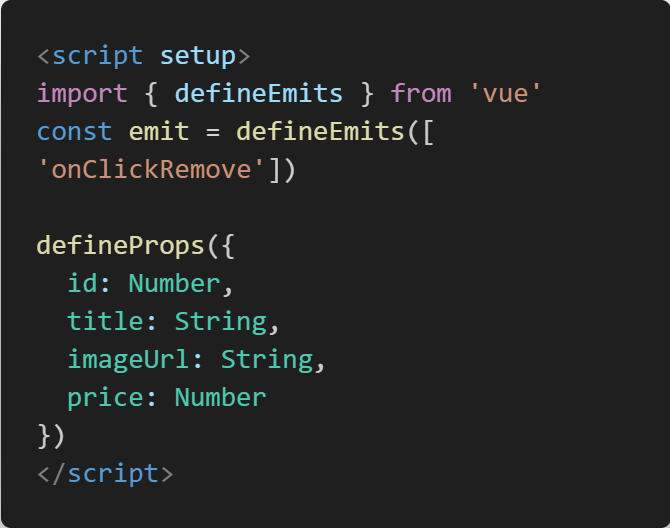 <script setup>
import { defineEmits } from 'vue'
const emit = defineEmits([
'onClickRemove'])
defineProps({
  id: Number,
  title: String,
  imageUrl: String,
  price: Number
})
</script>